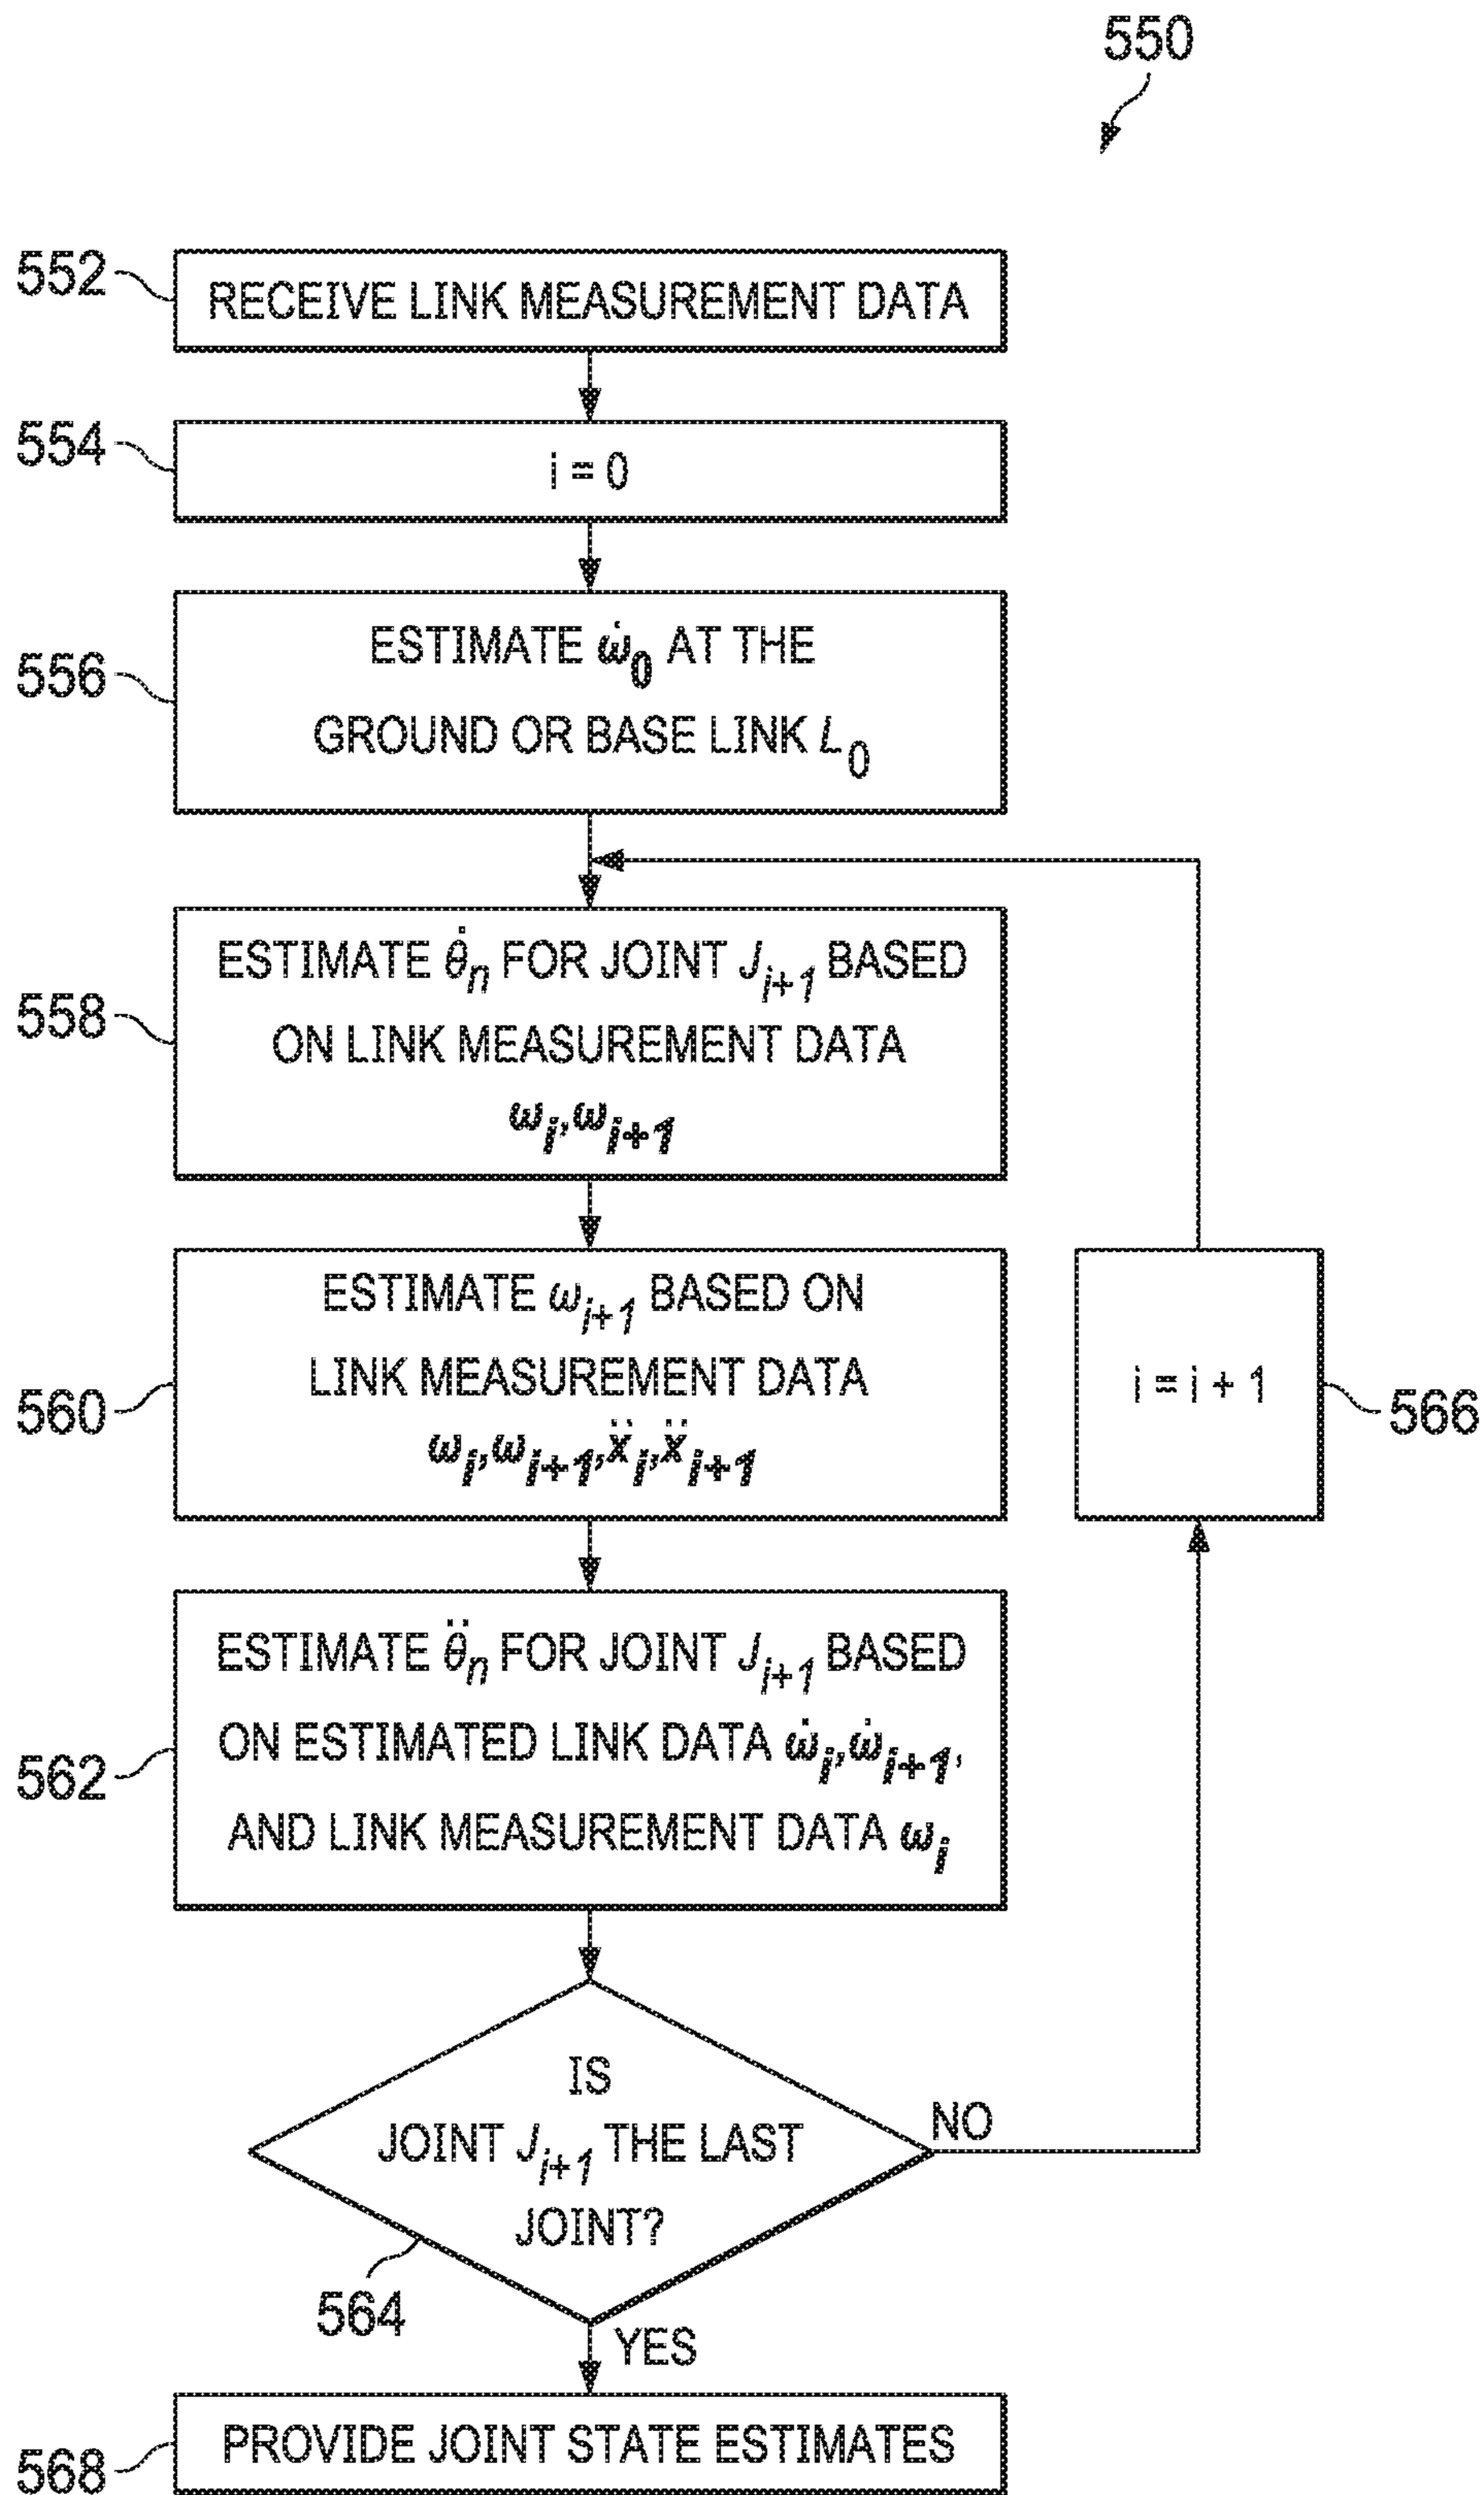 550
552
RECEIVE LINK MEASUREMENT DATA
554
i = 0
556
ESTIMATE ω̇₀ AT THE
GROUND OR BASE LINK L₀
558
ESTIMATE θ̇ₙ FOR JOINT Jᵢ₊₁ BASED
ON LINK MEASUREMENT DATA
ωᵢ,ωᵢ₊₁
560
ESTIMATE ωᵢ₊₁ BASED ON
LINK MEASUREMENT DATA
ωᵢ,ωᵢ₊₁,ẍᵢ,ẍᵢ₊₁
i = i + 1
566
562
ESTIMATE θ̈ₙ FOR JOINT Jᵢ₊₁ BASED
ON ESTIMATED LINK DATA ω̇ᵢ,ω̇ᵢ₊₁,
AND LINK MEASUREMENT DATA ωᵢ
IS
JOINT Jᵢ₊₁ THE LAST
JOINT?
NO
564
YES
568
PROVIDE JOINT STATE ESTIMATES